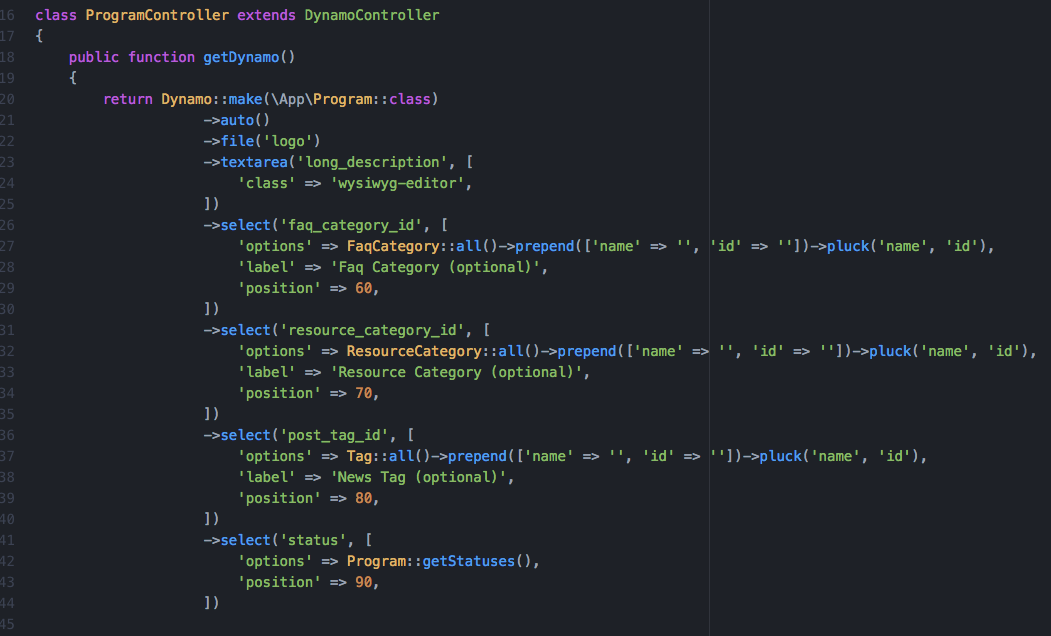 16 class ProgramController extends DynamoController
17 {
18     public function getDynamo()
19     {
20         return Dynamo::make(\App\Program::class)
21                     ->auto()
22                     ->file('logo')
23                     ->textarea('long_description', [
24                         'class' => 'wysiwyg-editor',
25                     ])
26                     ->select('faq_category_id', [
27                         'options' => FaqCategory::all()->prepend(['name' => '', 'id' => ''])->pluck('name', 'id'),
28                         'label' => 'Faq Category (optional)',
29                         'position' => 60,
30                     ])
31                     ->select('resource_category_id', [
32                         'options' => ResourceCategory::all()->prepend(['name' => '', 'id' => ''])->pluck('name', 'id'),
33                         'label' => 'Resource Category (optional)',
34                         'position' => 70,
35                     ])
36                     ->select('post_tag_id', [
37                         'options' => Tag::all()->prepend(['name' => '', 'id' => ''])->pluck('name', 'id'),
38                         'label' => 'News Tag (optional)',
39                         'position' => 80,
40                     ])
41                     ->select('status', [
42                         'options' => Program::getStatuses(),
43                         'position' => 90,
44                     ])
45